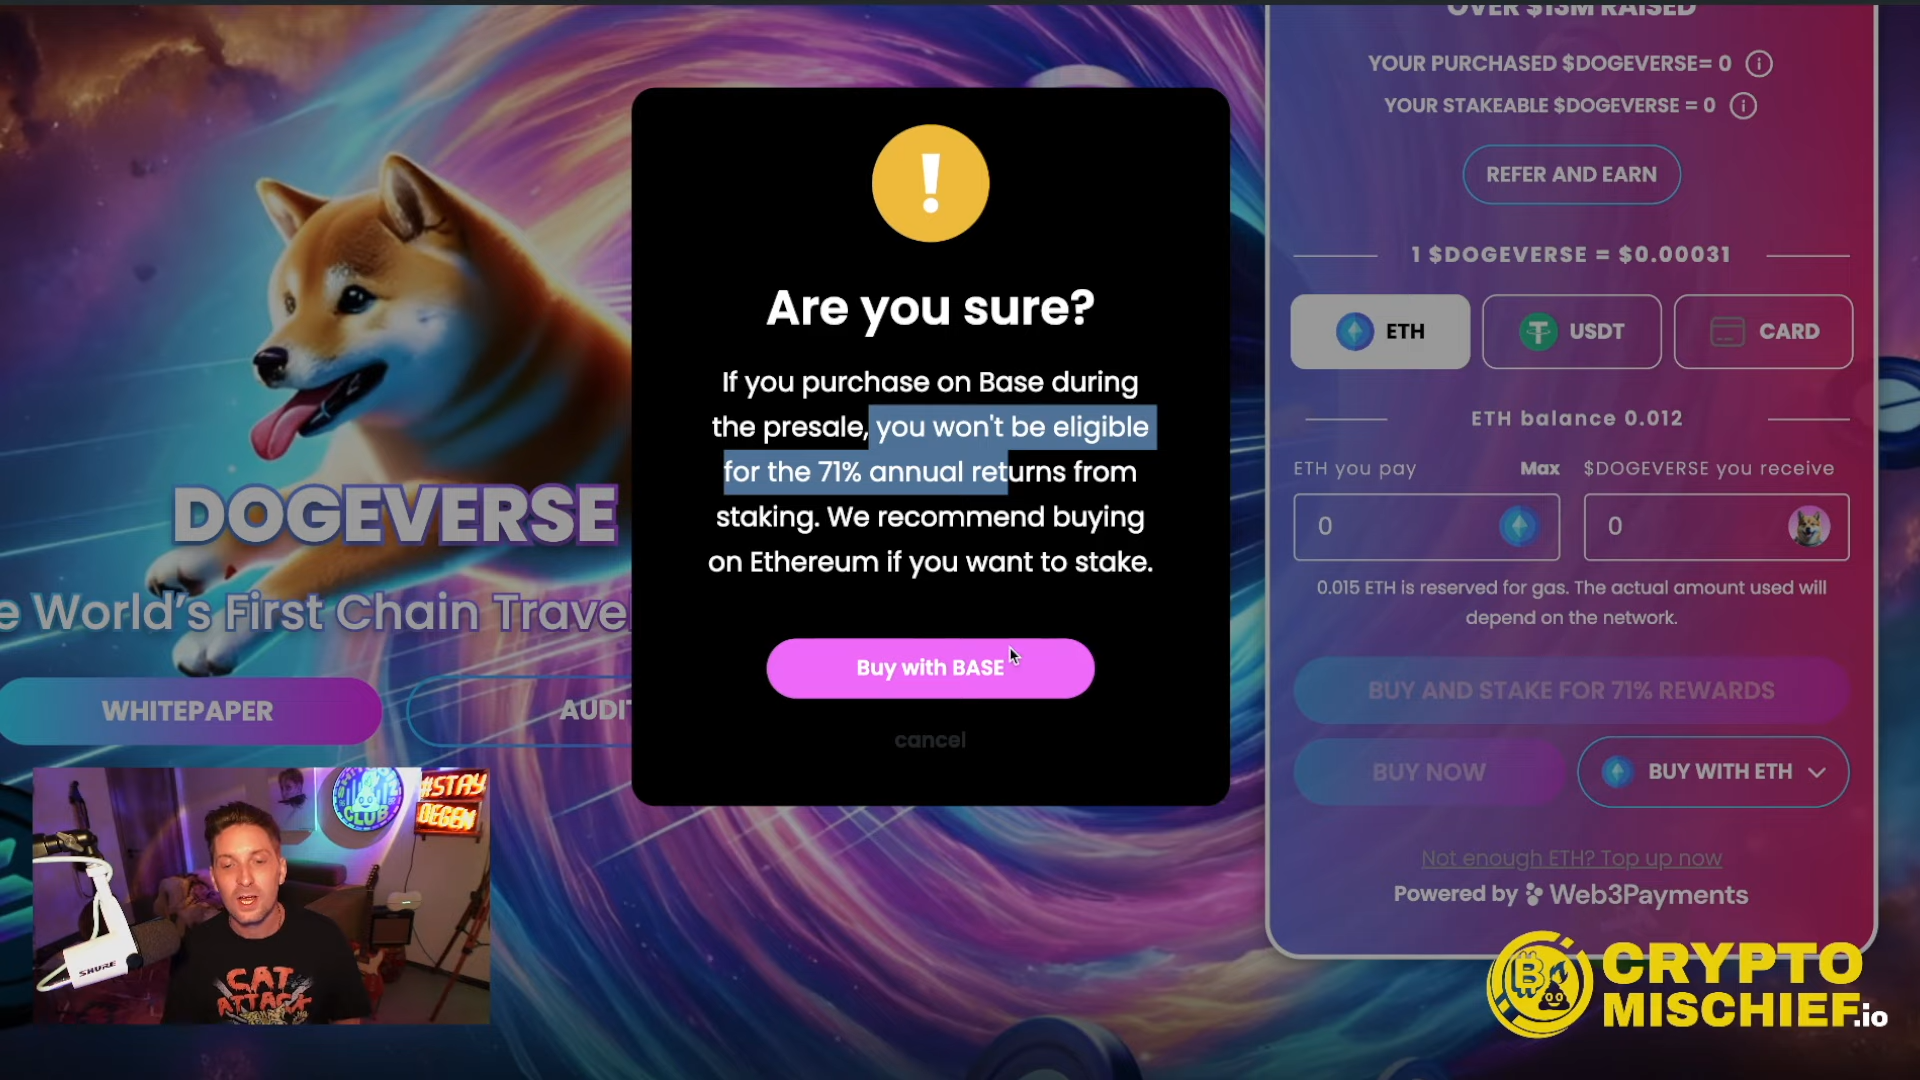 OVER $13M RAISED
YOUR PURCHASED $DOGEVERSE= 0
YOUR STAKEABLE $DOGEVERSE = 0
REFER AND EARN
1 $DOGEVERSE = $0.00031
ETH
USDT
CARD
ETH balance 0.012
ETH you pay
Max
$DOGEVERSE you receive
0
0
0.015 ETH is reserved for gas. The actual amount used will
depend on the network.
BUY AND STAKE FOR 71% REWARDS
BUY NOW
BUY WITH ETH
Not enough ETH? Top up now
Powered by Web3Payments
!
Are you sure?
If you purchase on Base during
the presale, you won't be eligible
for the 71% annual returns from
staking. We recommend buying
on Ethereum if you want to stake.
Buy with BASE
cancel
DOGEVERSE
e World's First Chain Travel
WHITEPAPER
AUDIT
#STAY
DEGEN
CLUB
SHURE
CAT
ATTACK
CRYPTO
MISCHIEF.io